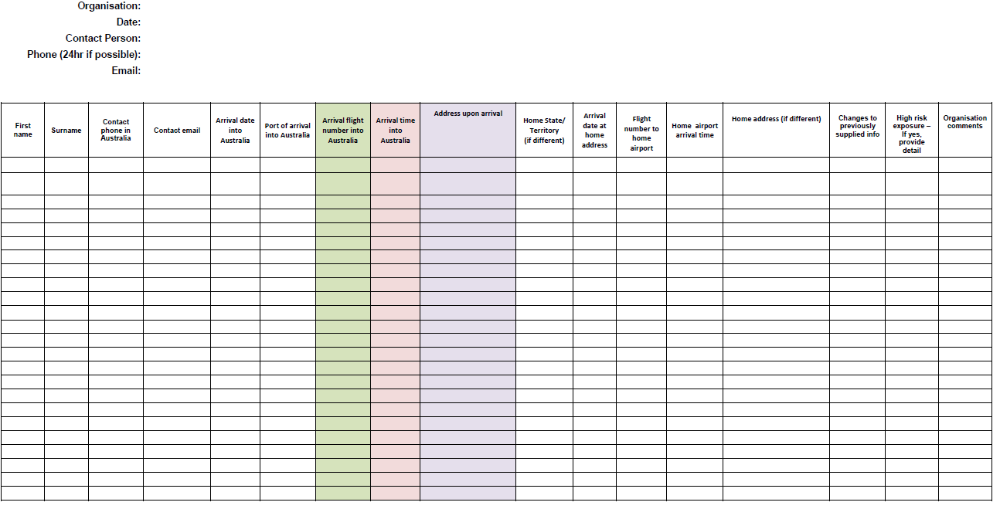 Organisation:
Date:
Contact Person:
Phone (24hr if possible):
Email:
First
name
Surname
Contact
phone in
Australia
Contact email
Arrival date
into
Australia
Port of arrival
into Australia
Arrival flight
number into
Australia
Arrival time
into
Australia
Address upon arrival
Home State/
Territory
(if different)
Arrival
date at
home
address
Flight
number to
home
airport
Home airport
arrival time
Home address (if different)
Changes to
previously
supplied info
High risk
exposure –
If yes,
provide
detail
Organisation
comments